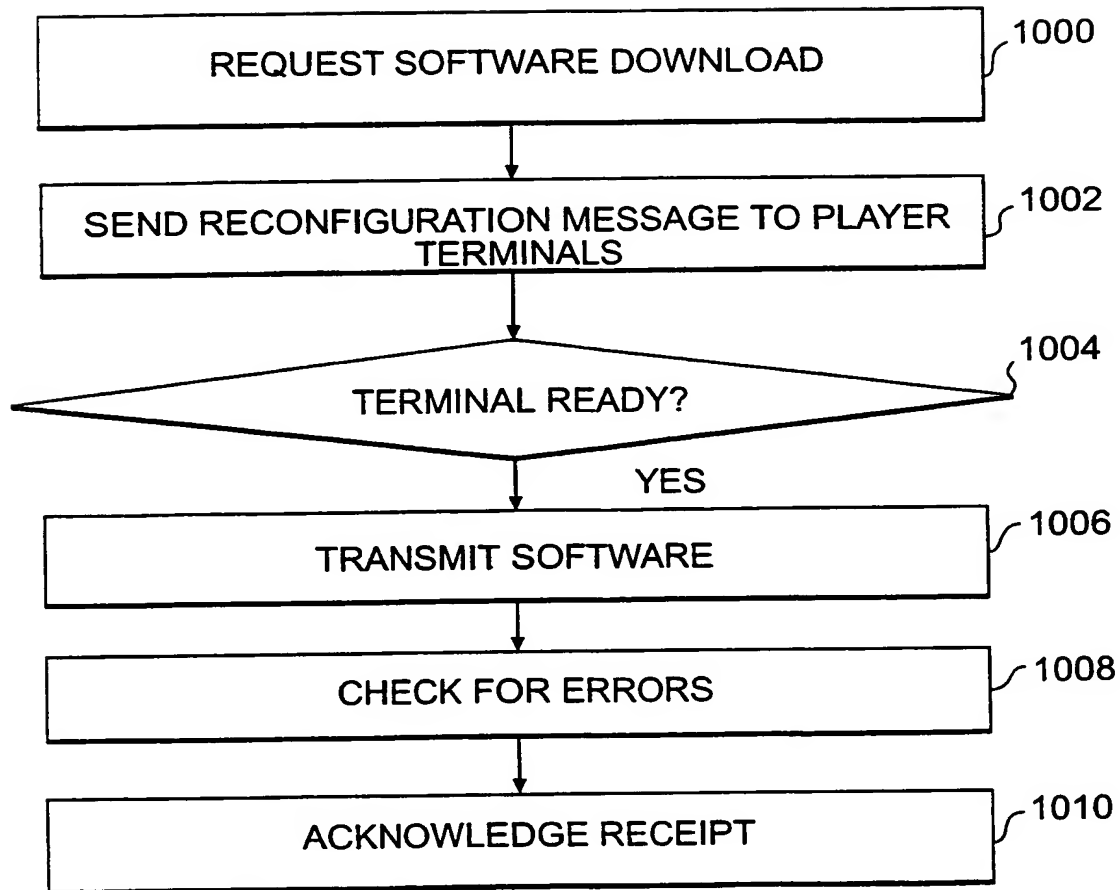 REQUEST SOFTWARE DOWNLOAD
1000
SEND RECONFIGURATION MESSAGE TO PLAYER
TERMINALS
1002
TERMINAL READY?
1004
YES
TRANSMIT SOFTWARE
1006
CHECK FOR ERRORS
1008
ACKNOWLEDGE RECEIPT
1010